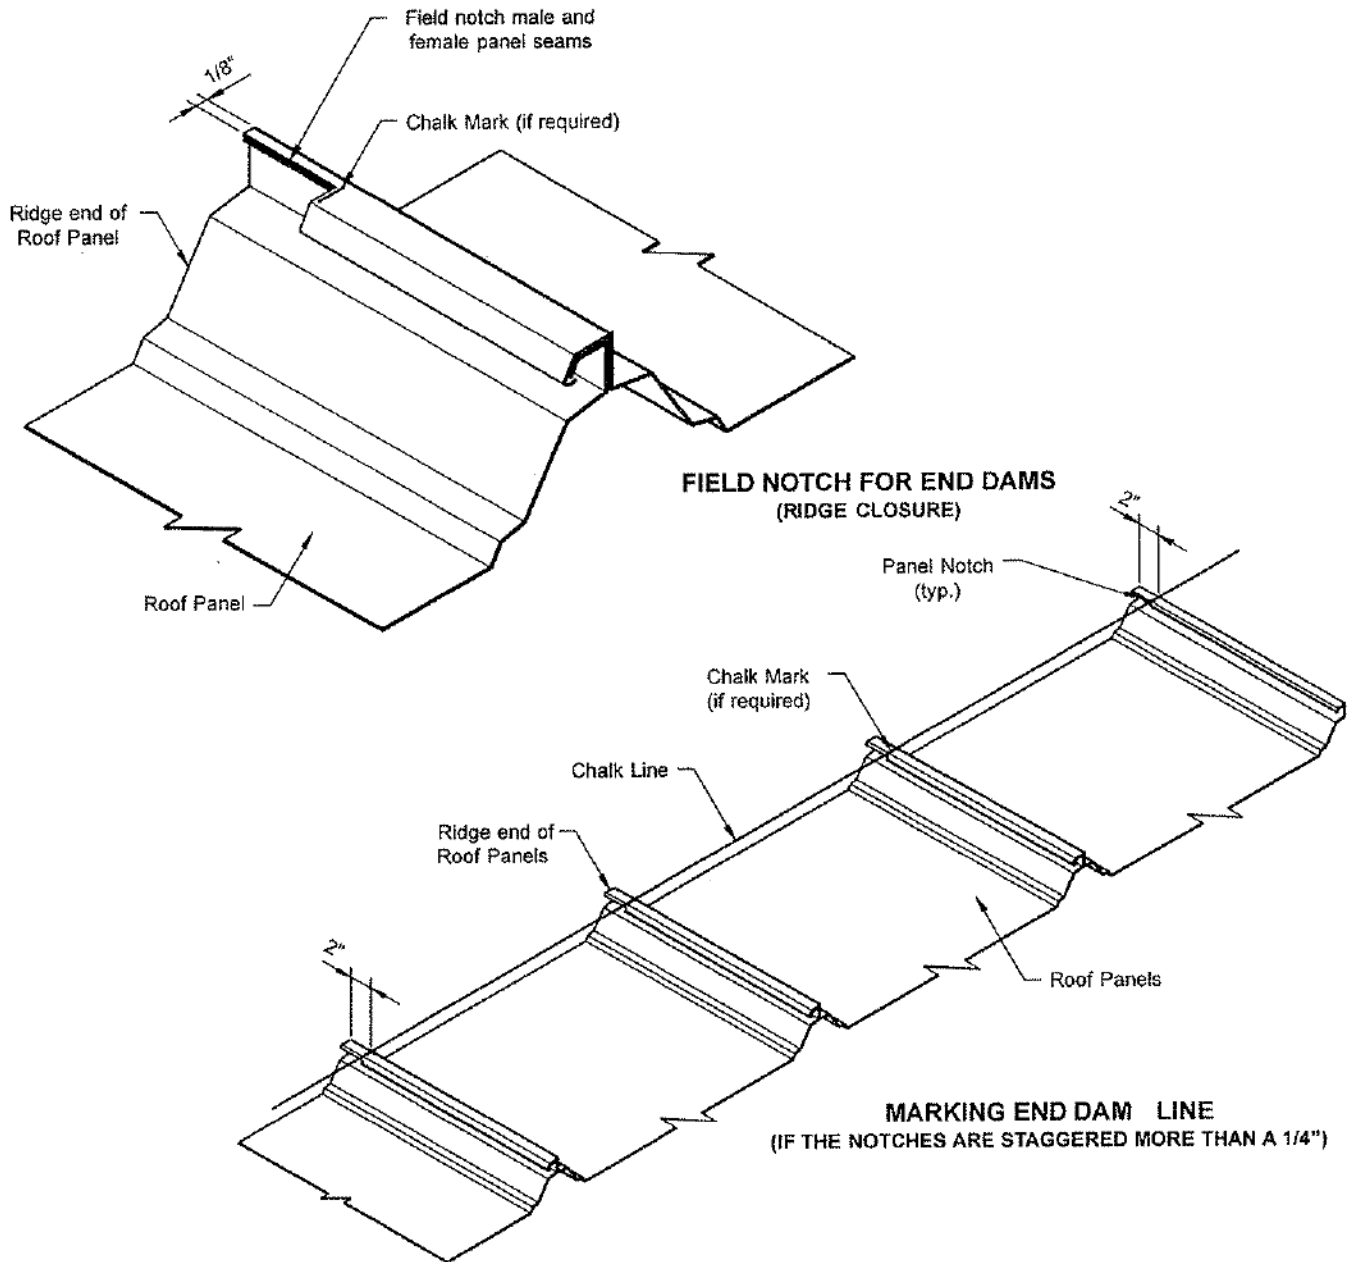 Field notch male and
female panel seams
1/8"
Chalk Mark (if required)
Ridge end of
Roof Panel
Roof Panel
FIELD NOTCH FOR END DAMS
(RIDGE CLOSURE)
2"
Panel Notch
(typ.)
Chalk Mark
(if required)
Chalk Line
Ridge end of
Roof Panels
2"
Roof Panels
MARKING END DAM LINE
(IF THE NOTCHES ARE STAGGERED MORE THAN A 1/4")